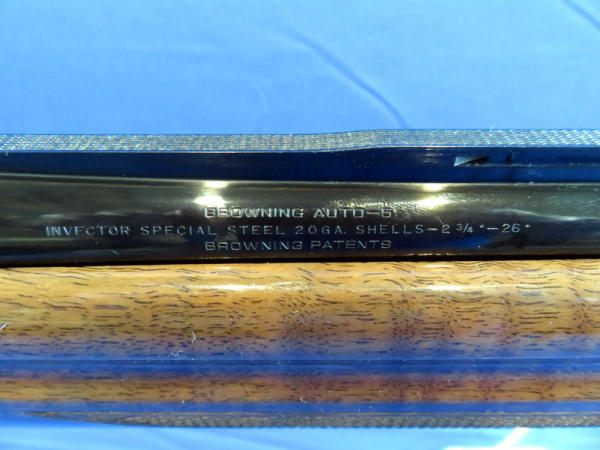 BROWNING AUTO-5
INVECTOR SPECIAL STEEL 20GA. SHELLS-2 3/4"-26"
BROWNING PATENTS